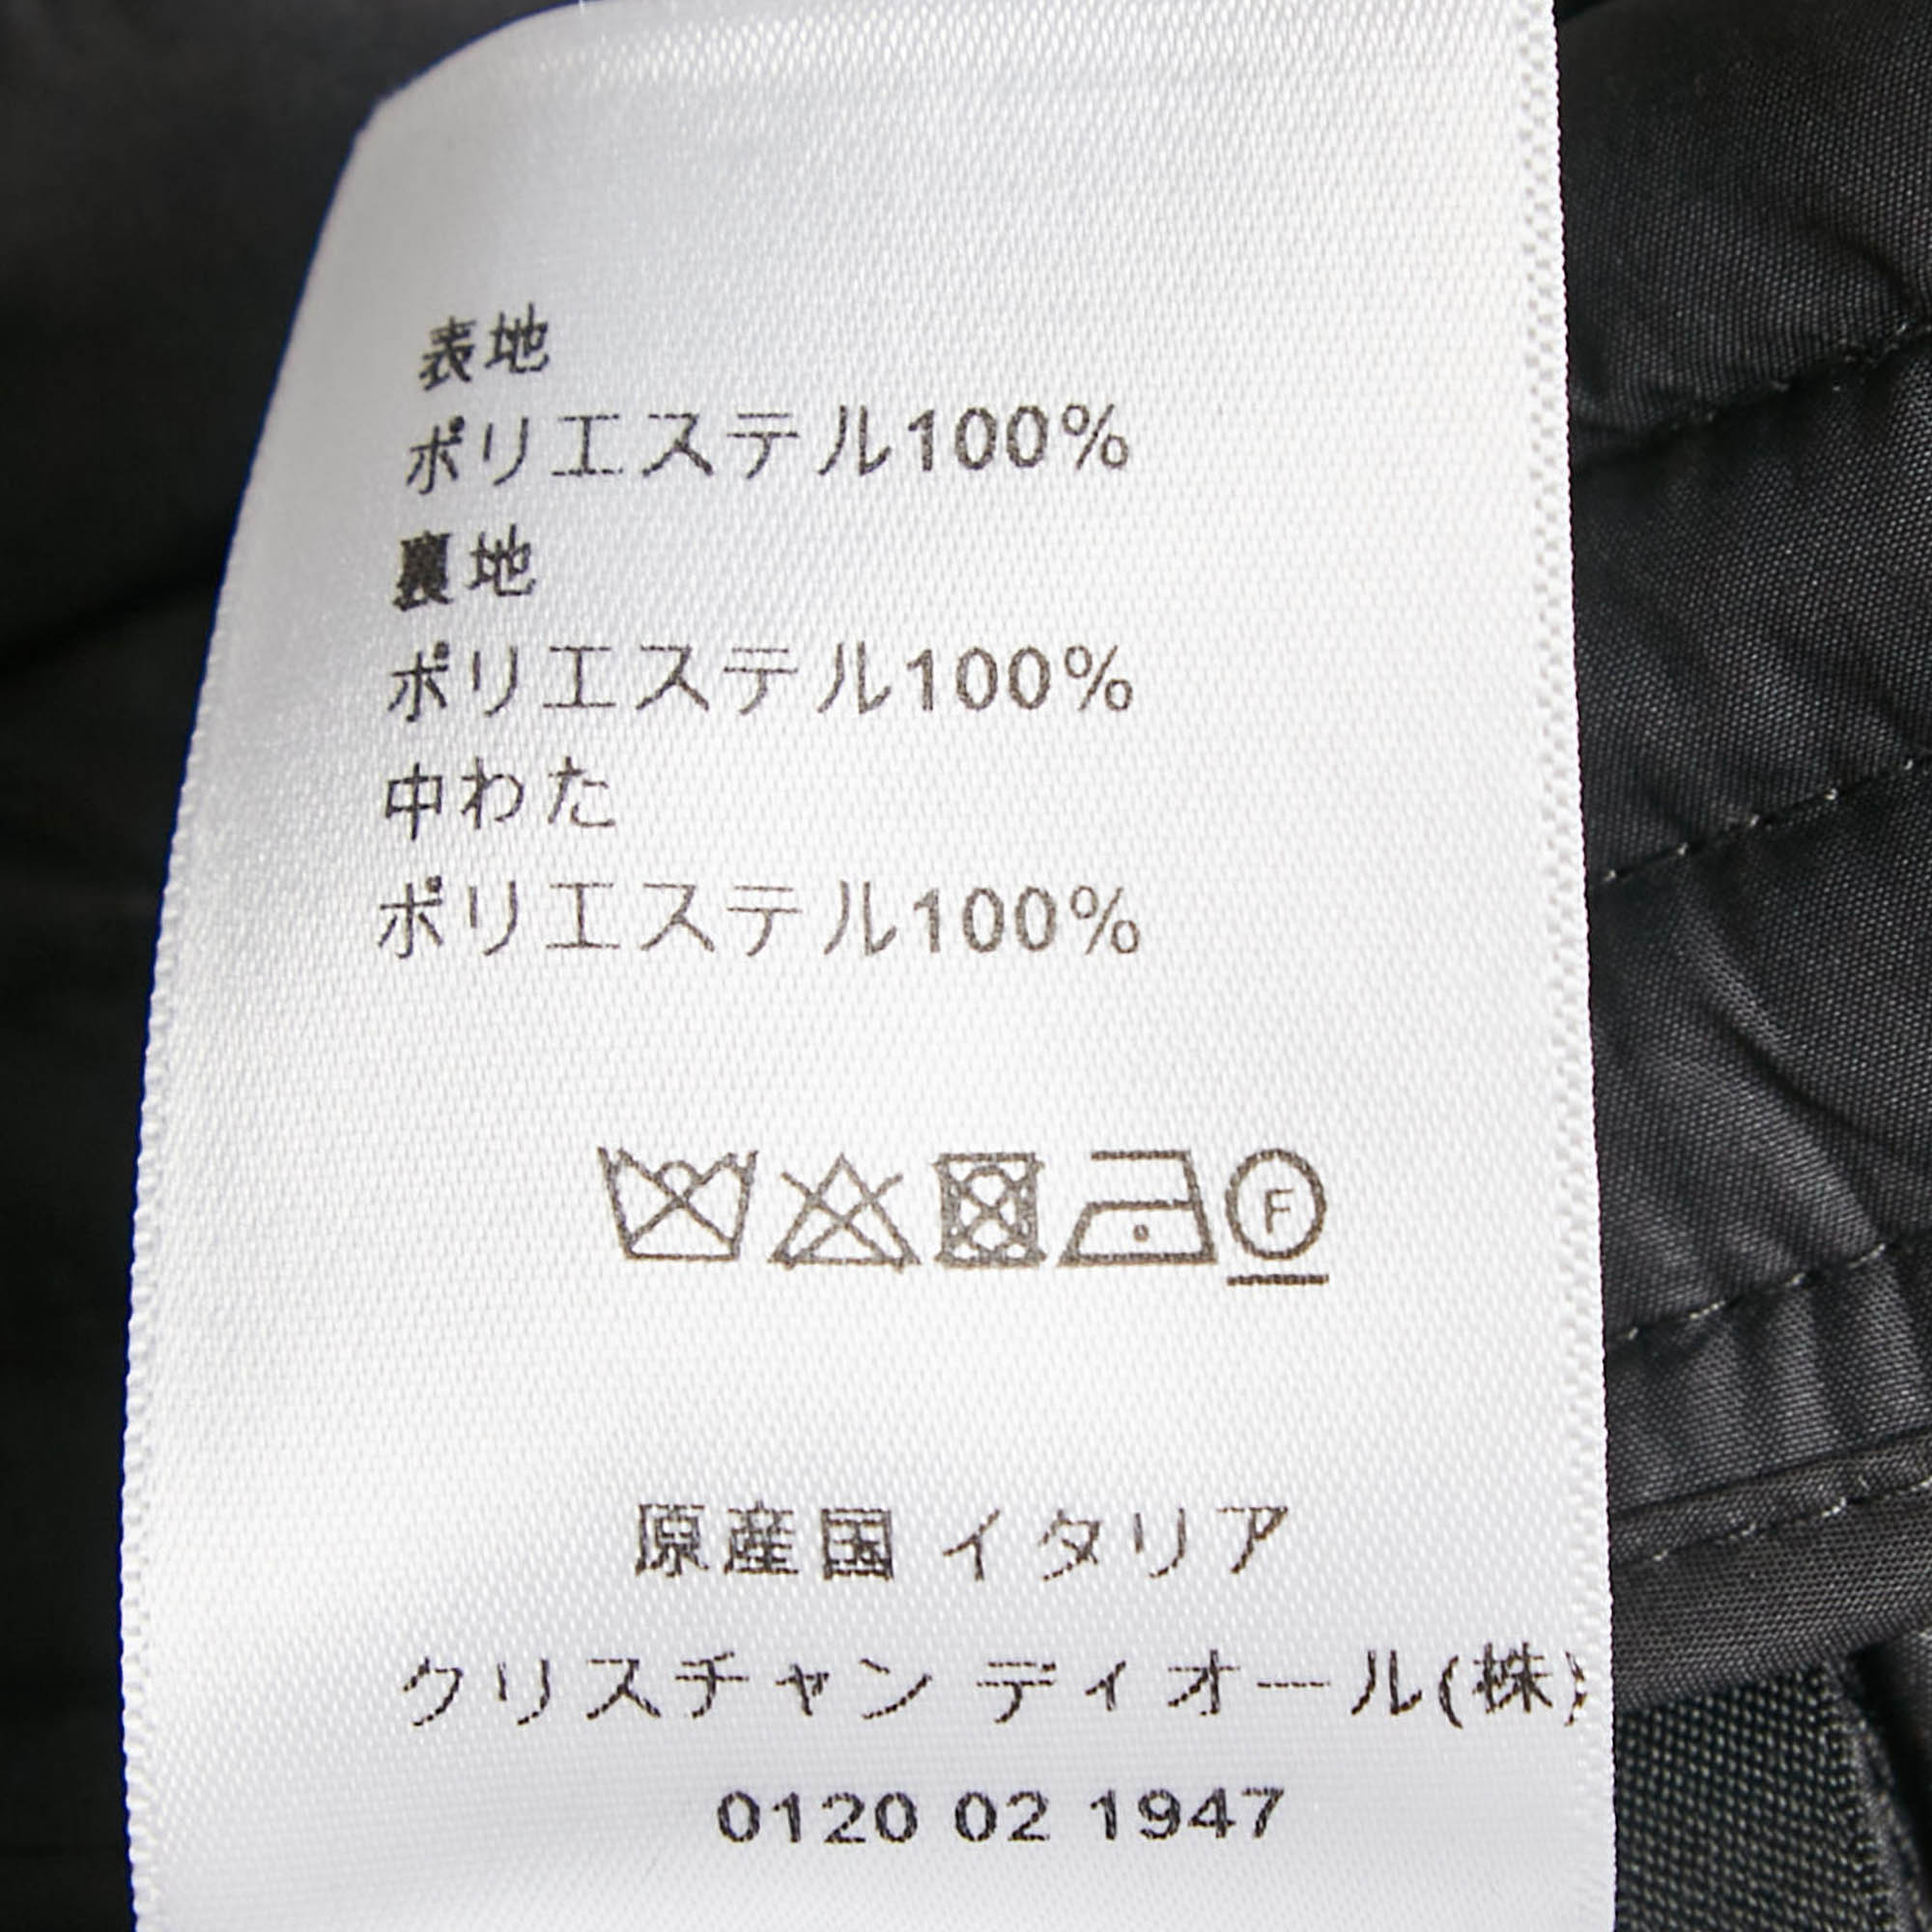 表地
ポリエステル100%
裏地
ポリエステル100%
中わた
ポリエステル100%
F
原産国 イタリア
クリスチャン ディオール(株)
0120 02 1947